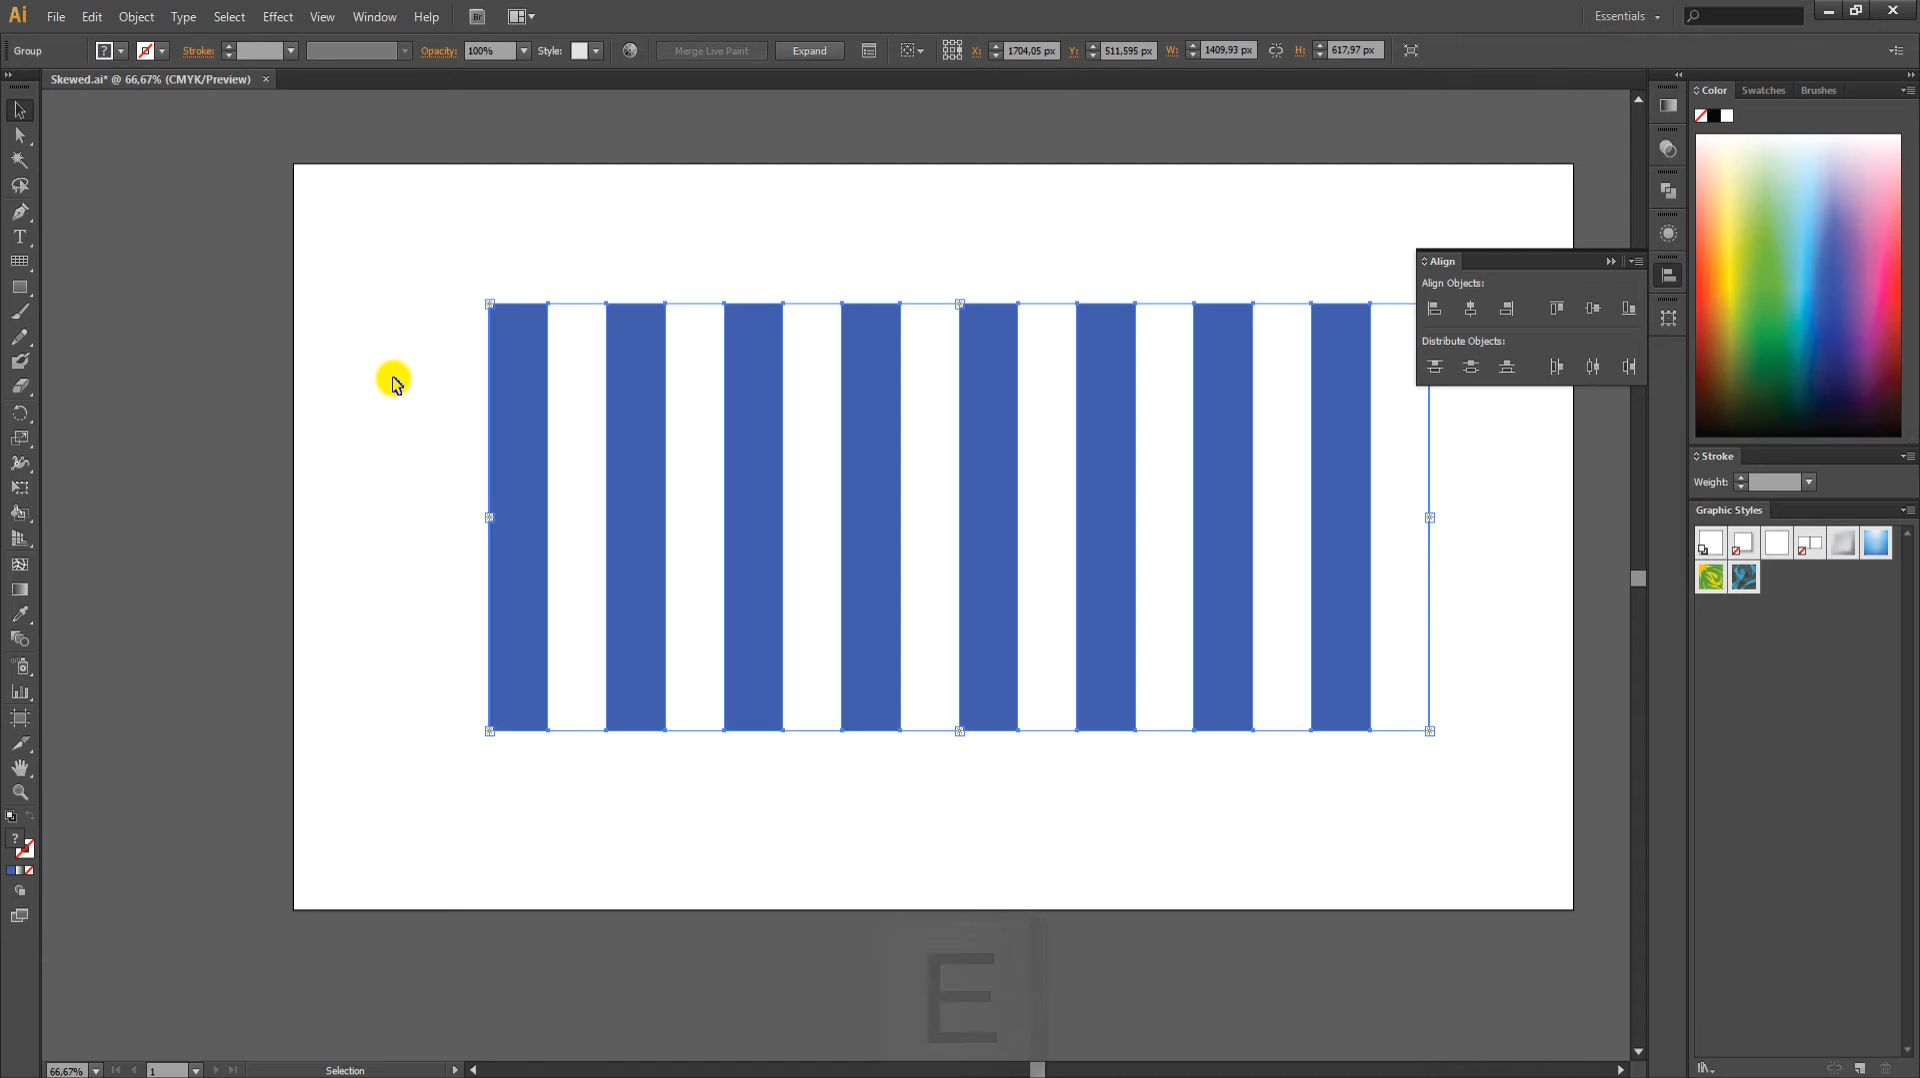 Ai File Edit Object Type Select Effect View Window Help Br Essentials
Group ? Stroke: Opacity: 100% Style: Merge Live Paint Expand X: 1704,05 px Y: 511,595 px W: 1409,93 px H: 617,97 px
Skewed.ai* @ 66,67% (CMYK/Preview) ×
Color Swatches Brushes
Align
Align Objects:
Distribute Objects:
Stroke
Weight:
Graphic Styles
T
?
E
66,67% 1 Selection